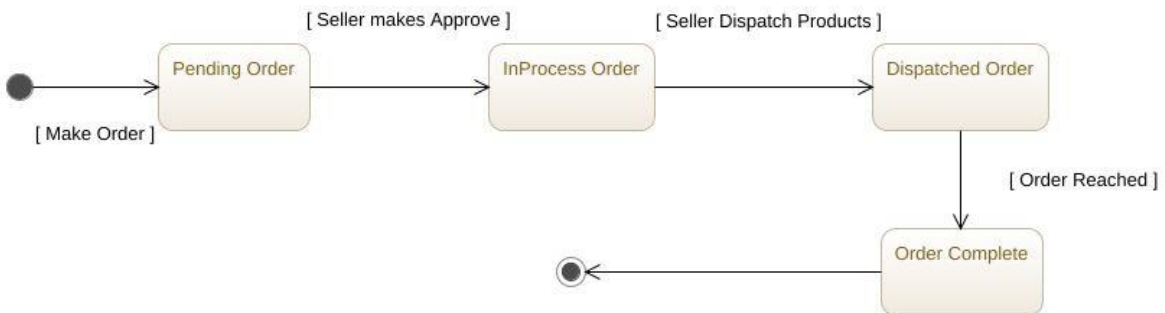 [ Seller makes Approve ]
[ Seller Dispatch Products ]
Pending Order
InProcess Order
Dispatched Order
[ Make Order ]
[ Order Reached ]
Order Complete